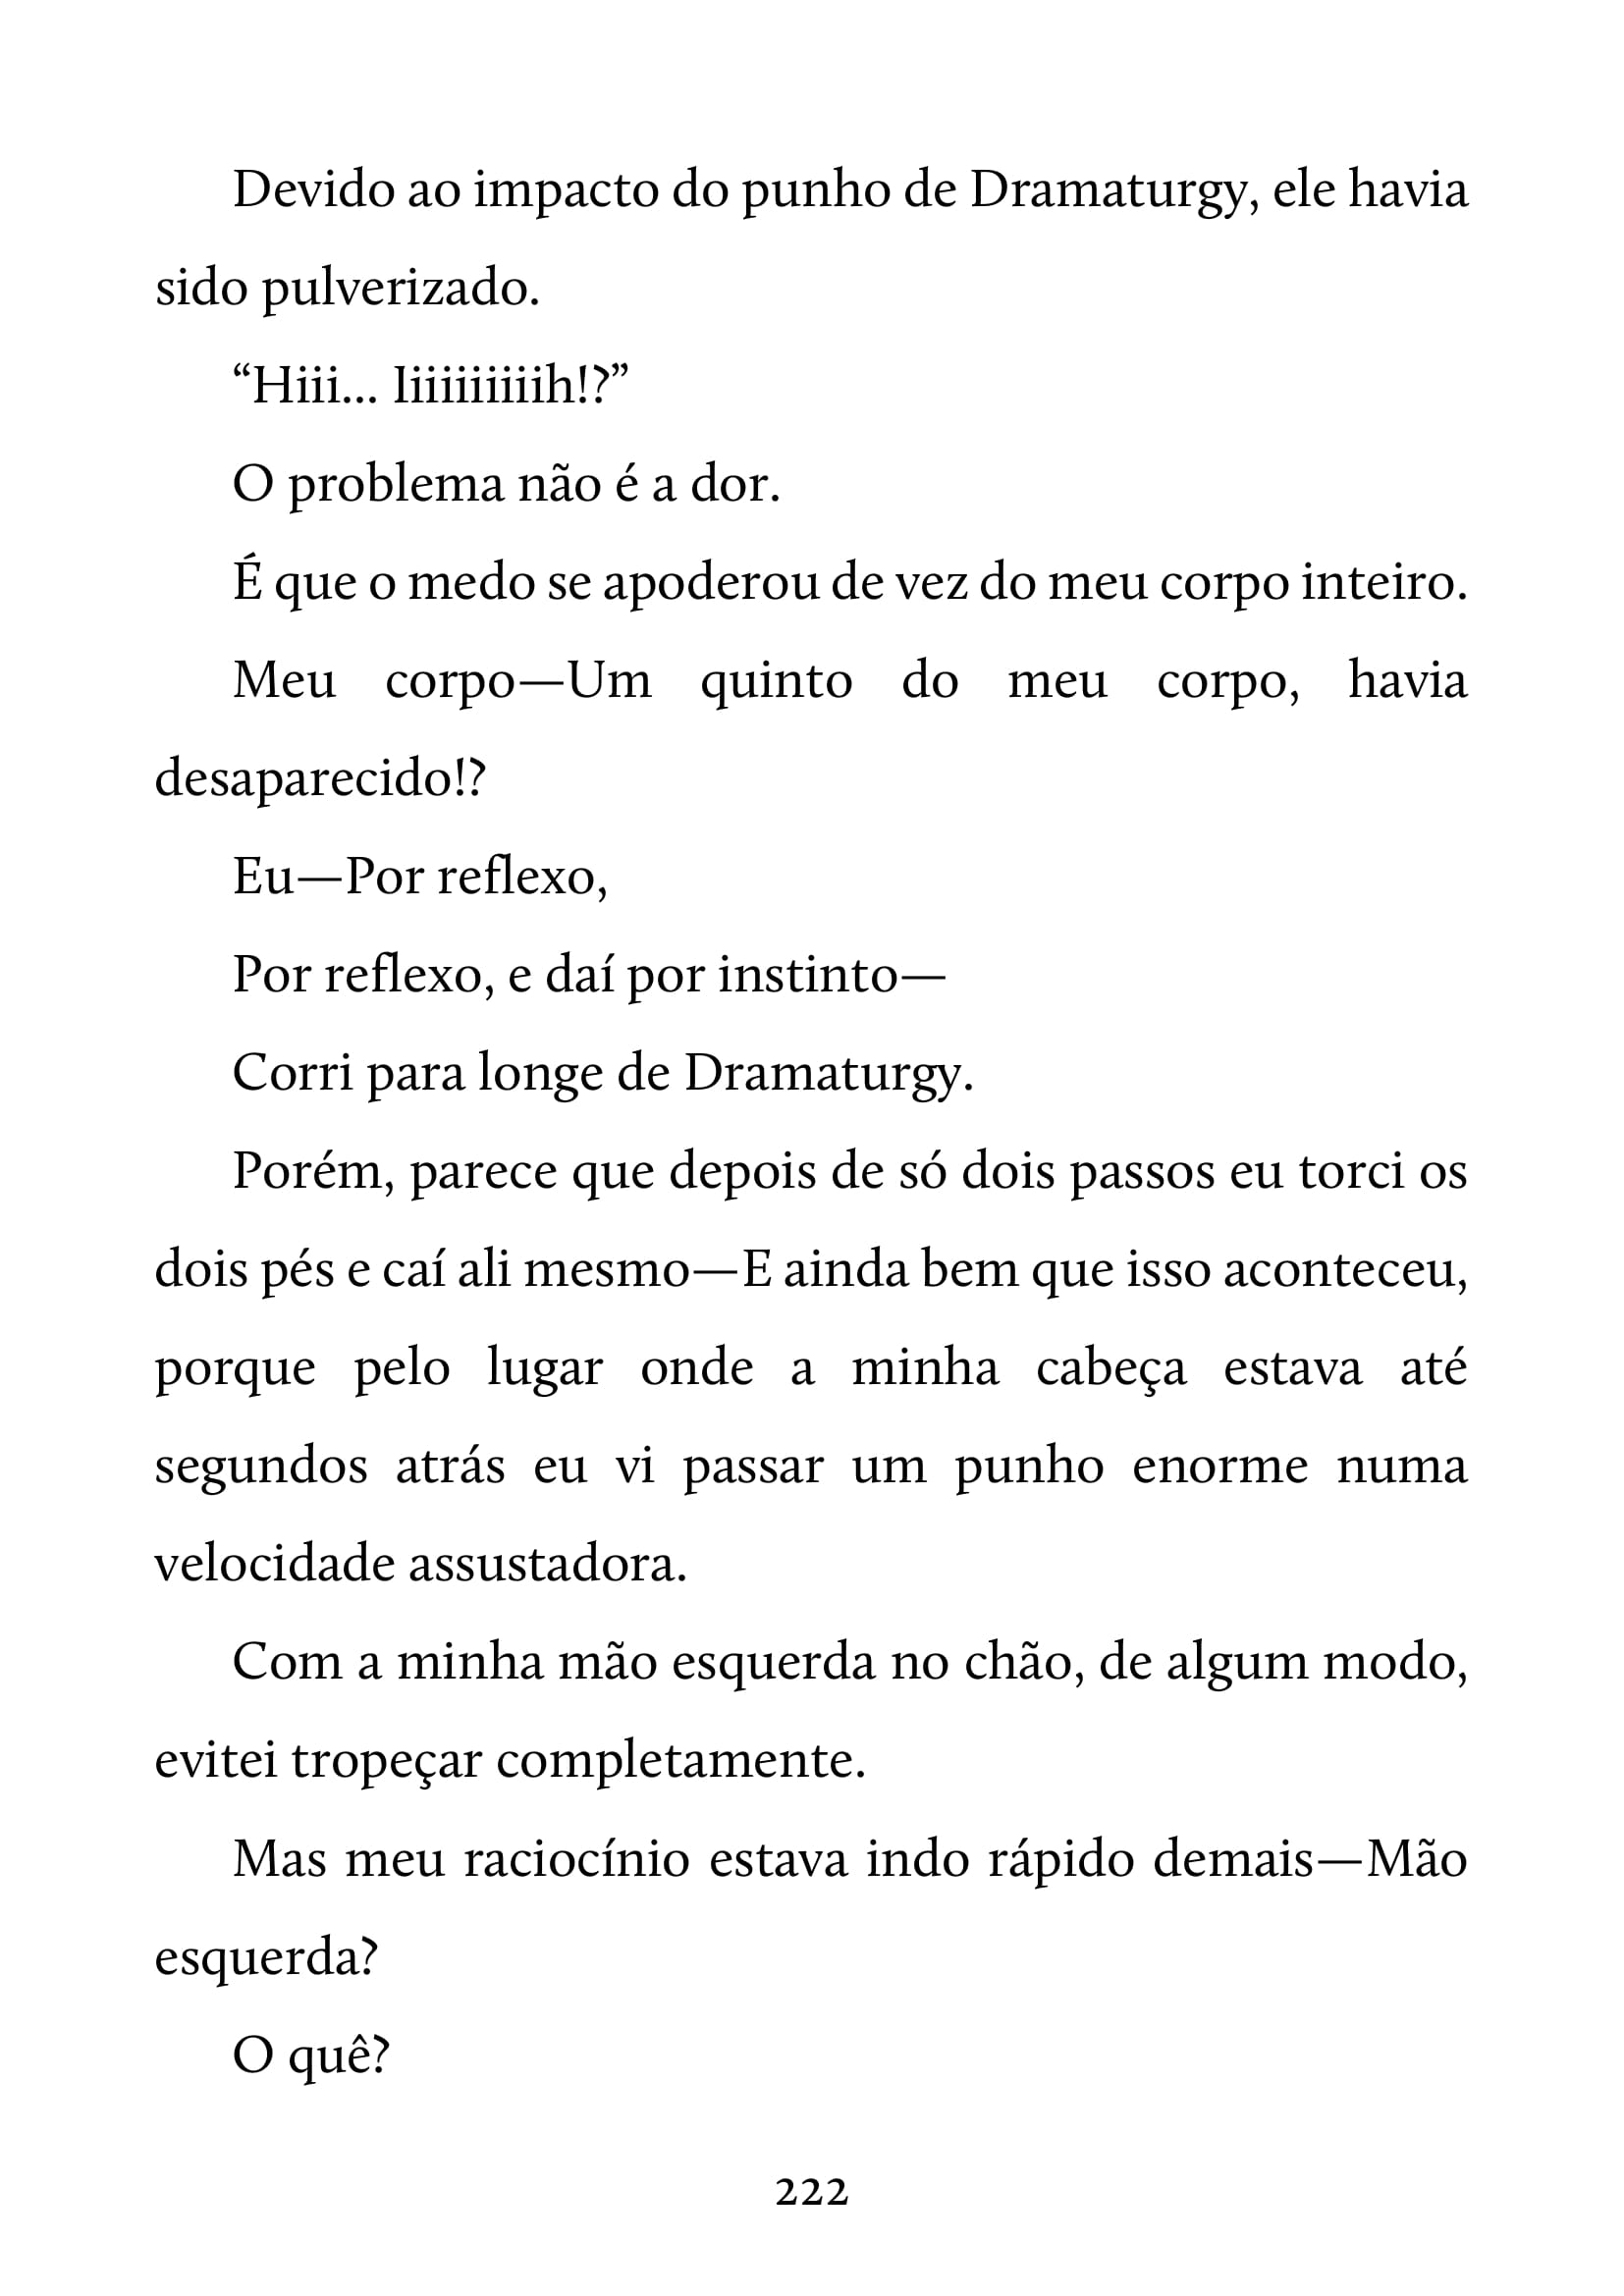 Devido ao impacto do punho de Dramaturgy, ele havia
sido pulverizado.
“Hiii... Iiiiiiiiiih!?”
O problema não é a dor.
É que o medo se apoderou de vez do meu corpo inteiro.
Meu corpo—Um quinto do meu corpo, havia
desaparecido!?
Eu—Por reflexo,
Por reflexo, e daí por instinto—
Corri para longe de Dramaturgy.
Porém, parece que depois de só dois passos eu torci os
dois pés e caí ali mesmo—E ainda bem que isso aconteceu,
porque pelo lugar onde a minha cabeça estava até
segundos atrás eu vi passar um punho enorme numa
velocidade assustadora.
Com a minha mão esquerda no chão, de algum modo,
evitei tropeçar completamente.
Mas meu raciocínio estava indo rápido demais—Mão
esquerda?
O quê?
222